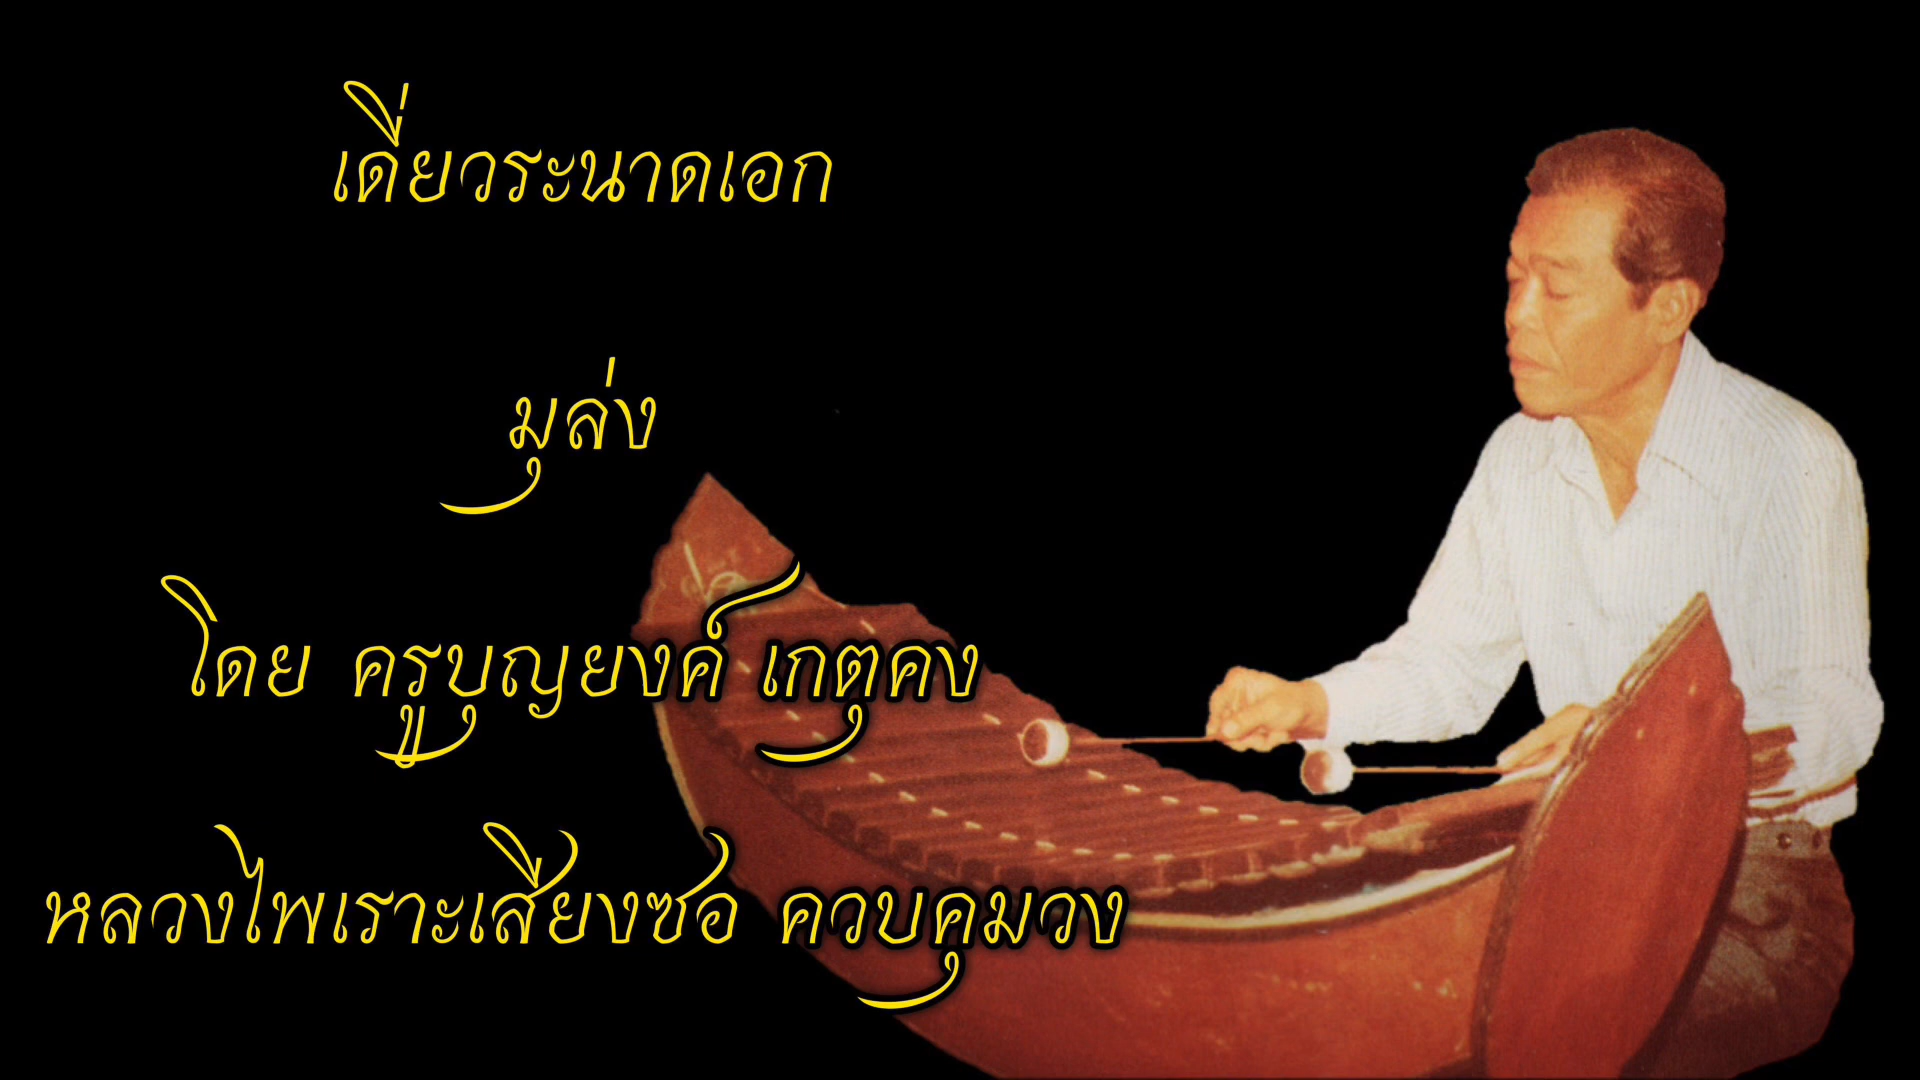 เดี่ยวระนาดเอก
มุล่ง
โดย ครูบุญยงค์ เกตุคง
หลวงไพเราะเสียงซอ ควบคุมวง